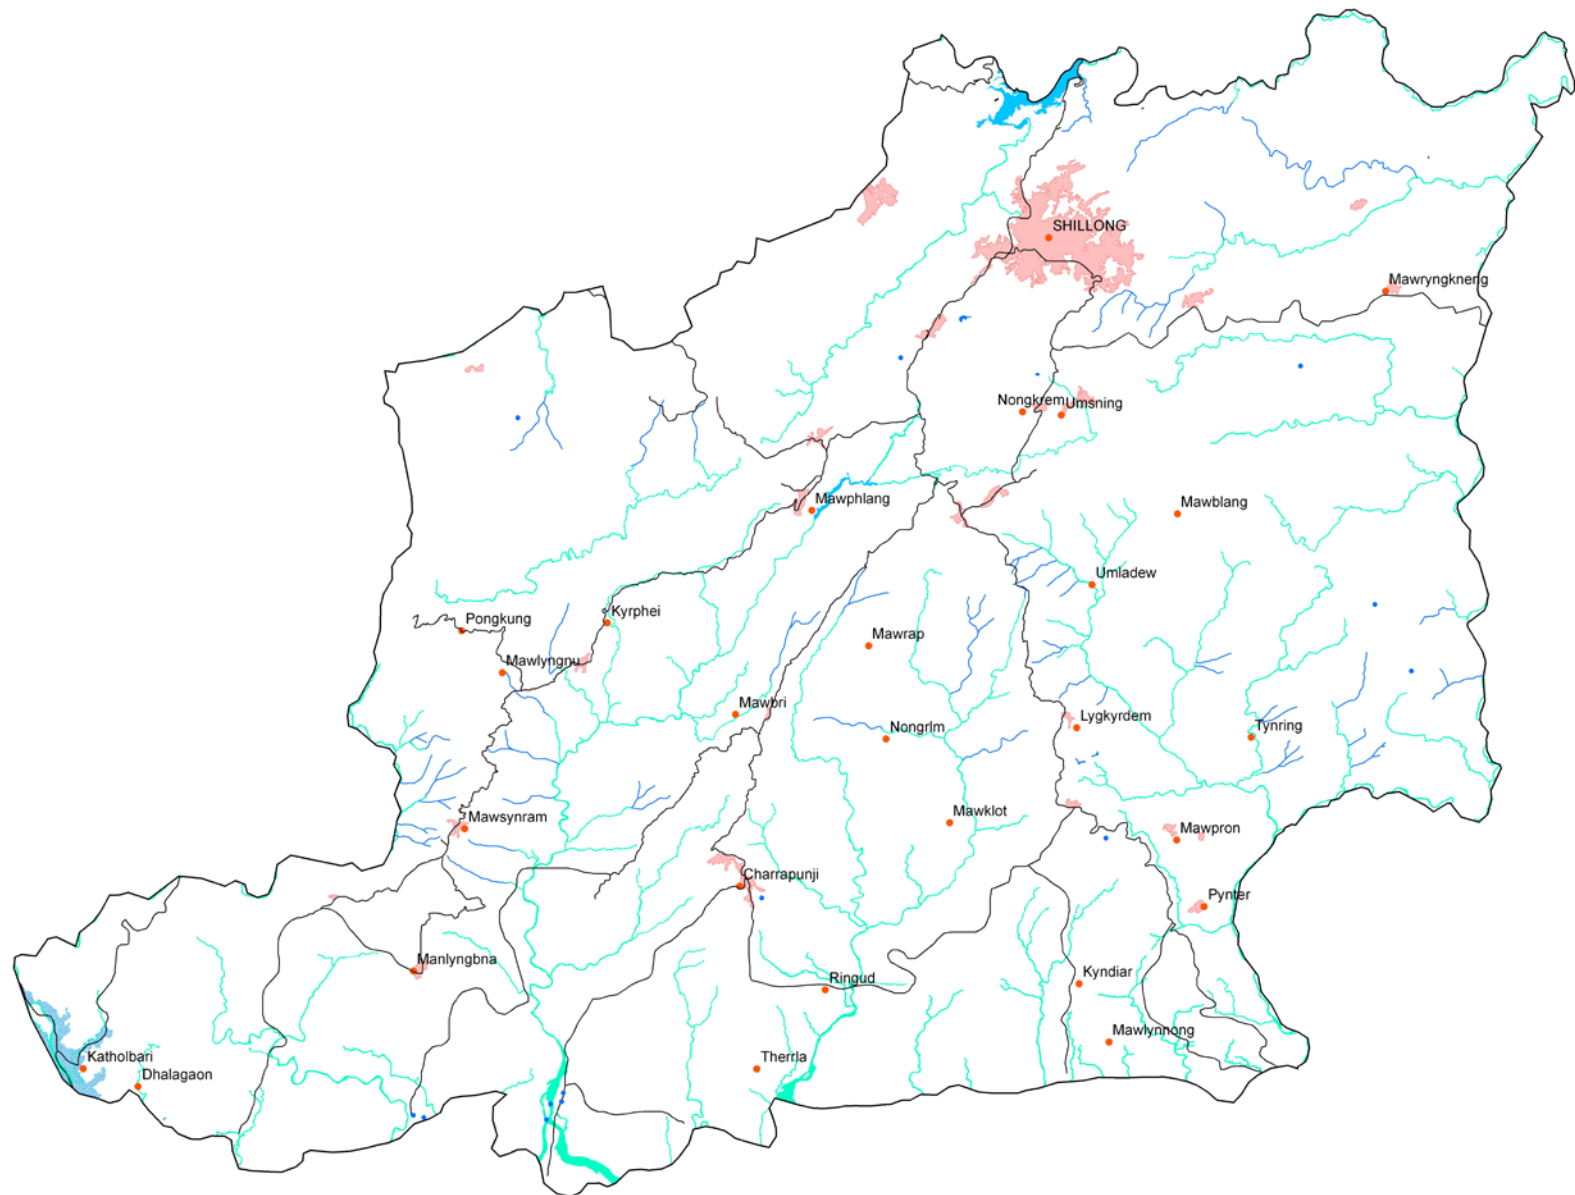 SHILLONG
Mawryngkneng
Nongkrem
Umsning
Mawphlang
Mawblang
Umladew
Kyrphei
Pongkung
Mawrap
Mawlyngnu
Mawbri
Lygkyrdem
Nongrlm
Tynring
Mawsynram
Mawklot
Mawpron
Charrapunji
Pynter
Manlyngbna
Ringud
Kyndiar
Mawlynnong
Katholbari
Therrla
Dhalagaon